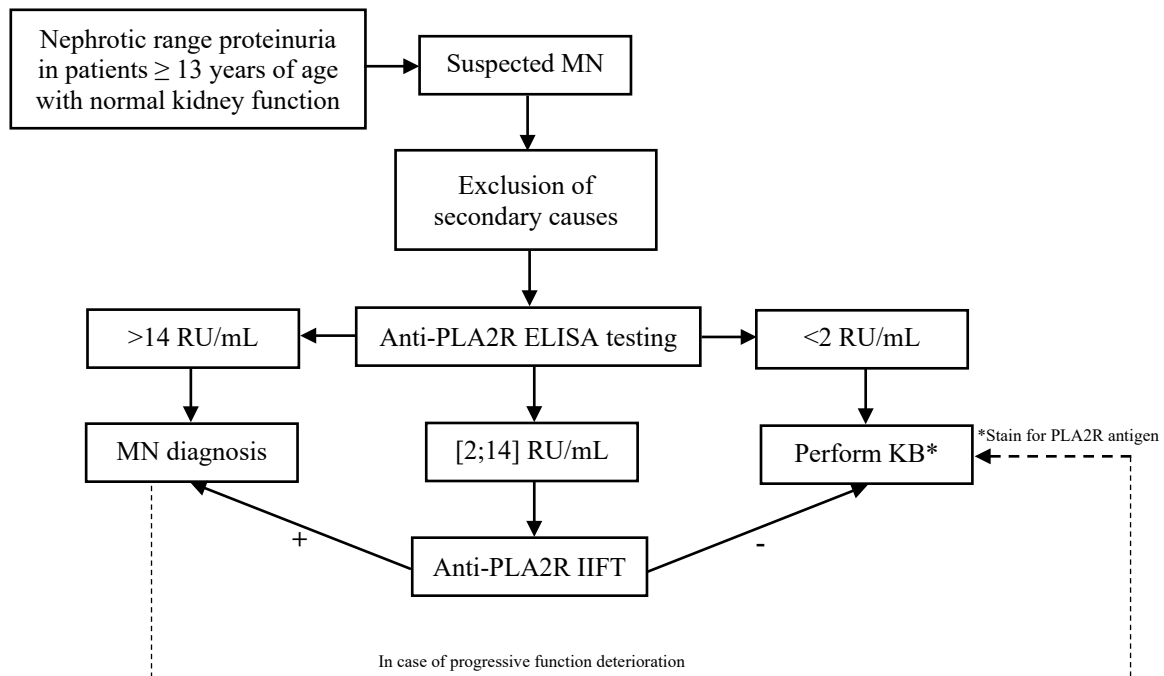 Nephrotic range proteinuria
in patients ≥ 13 years of age
with normal kidney function
Suspected MN
Exclusion of
secondary causes
>14 RU/mL
Anti-PLA2R ELISA testing
<2 RU/mL
MN diagnosis
[2;14] RU/mL
Perform KB*
*Stain for PLA2R antigen
+
-
Anti-PLA2R IIFT
In case of progressive function deterioration